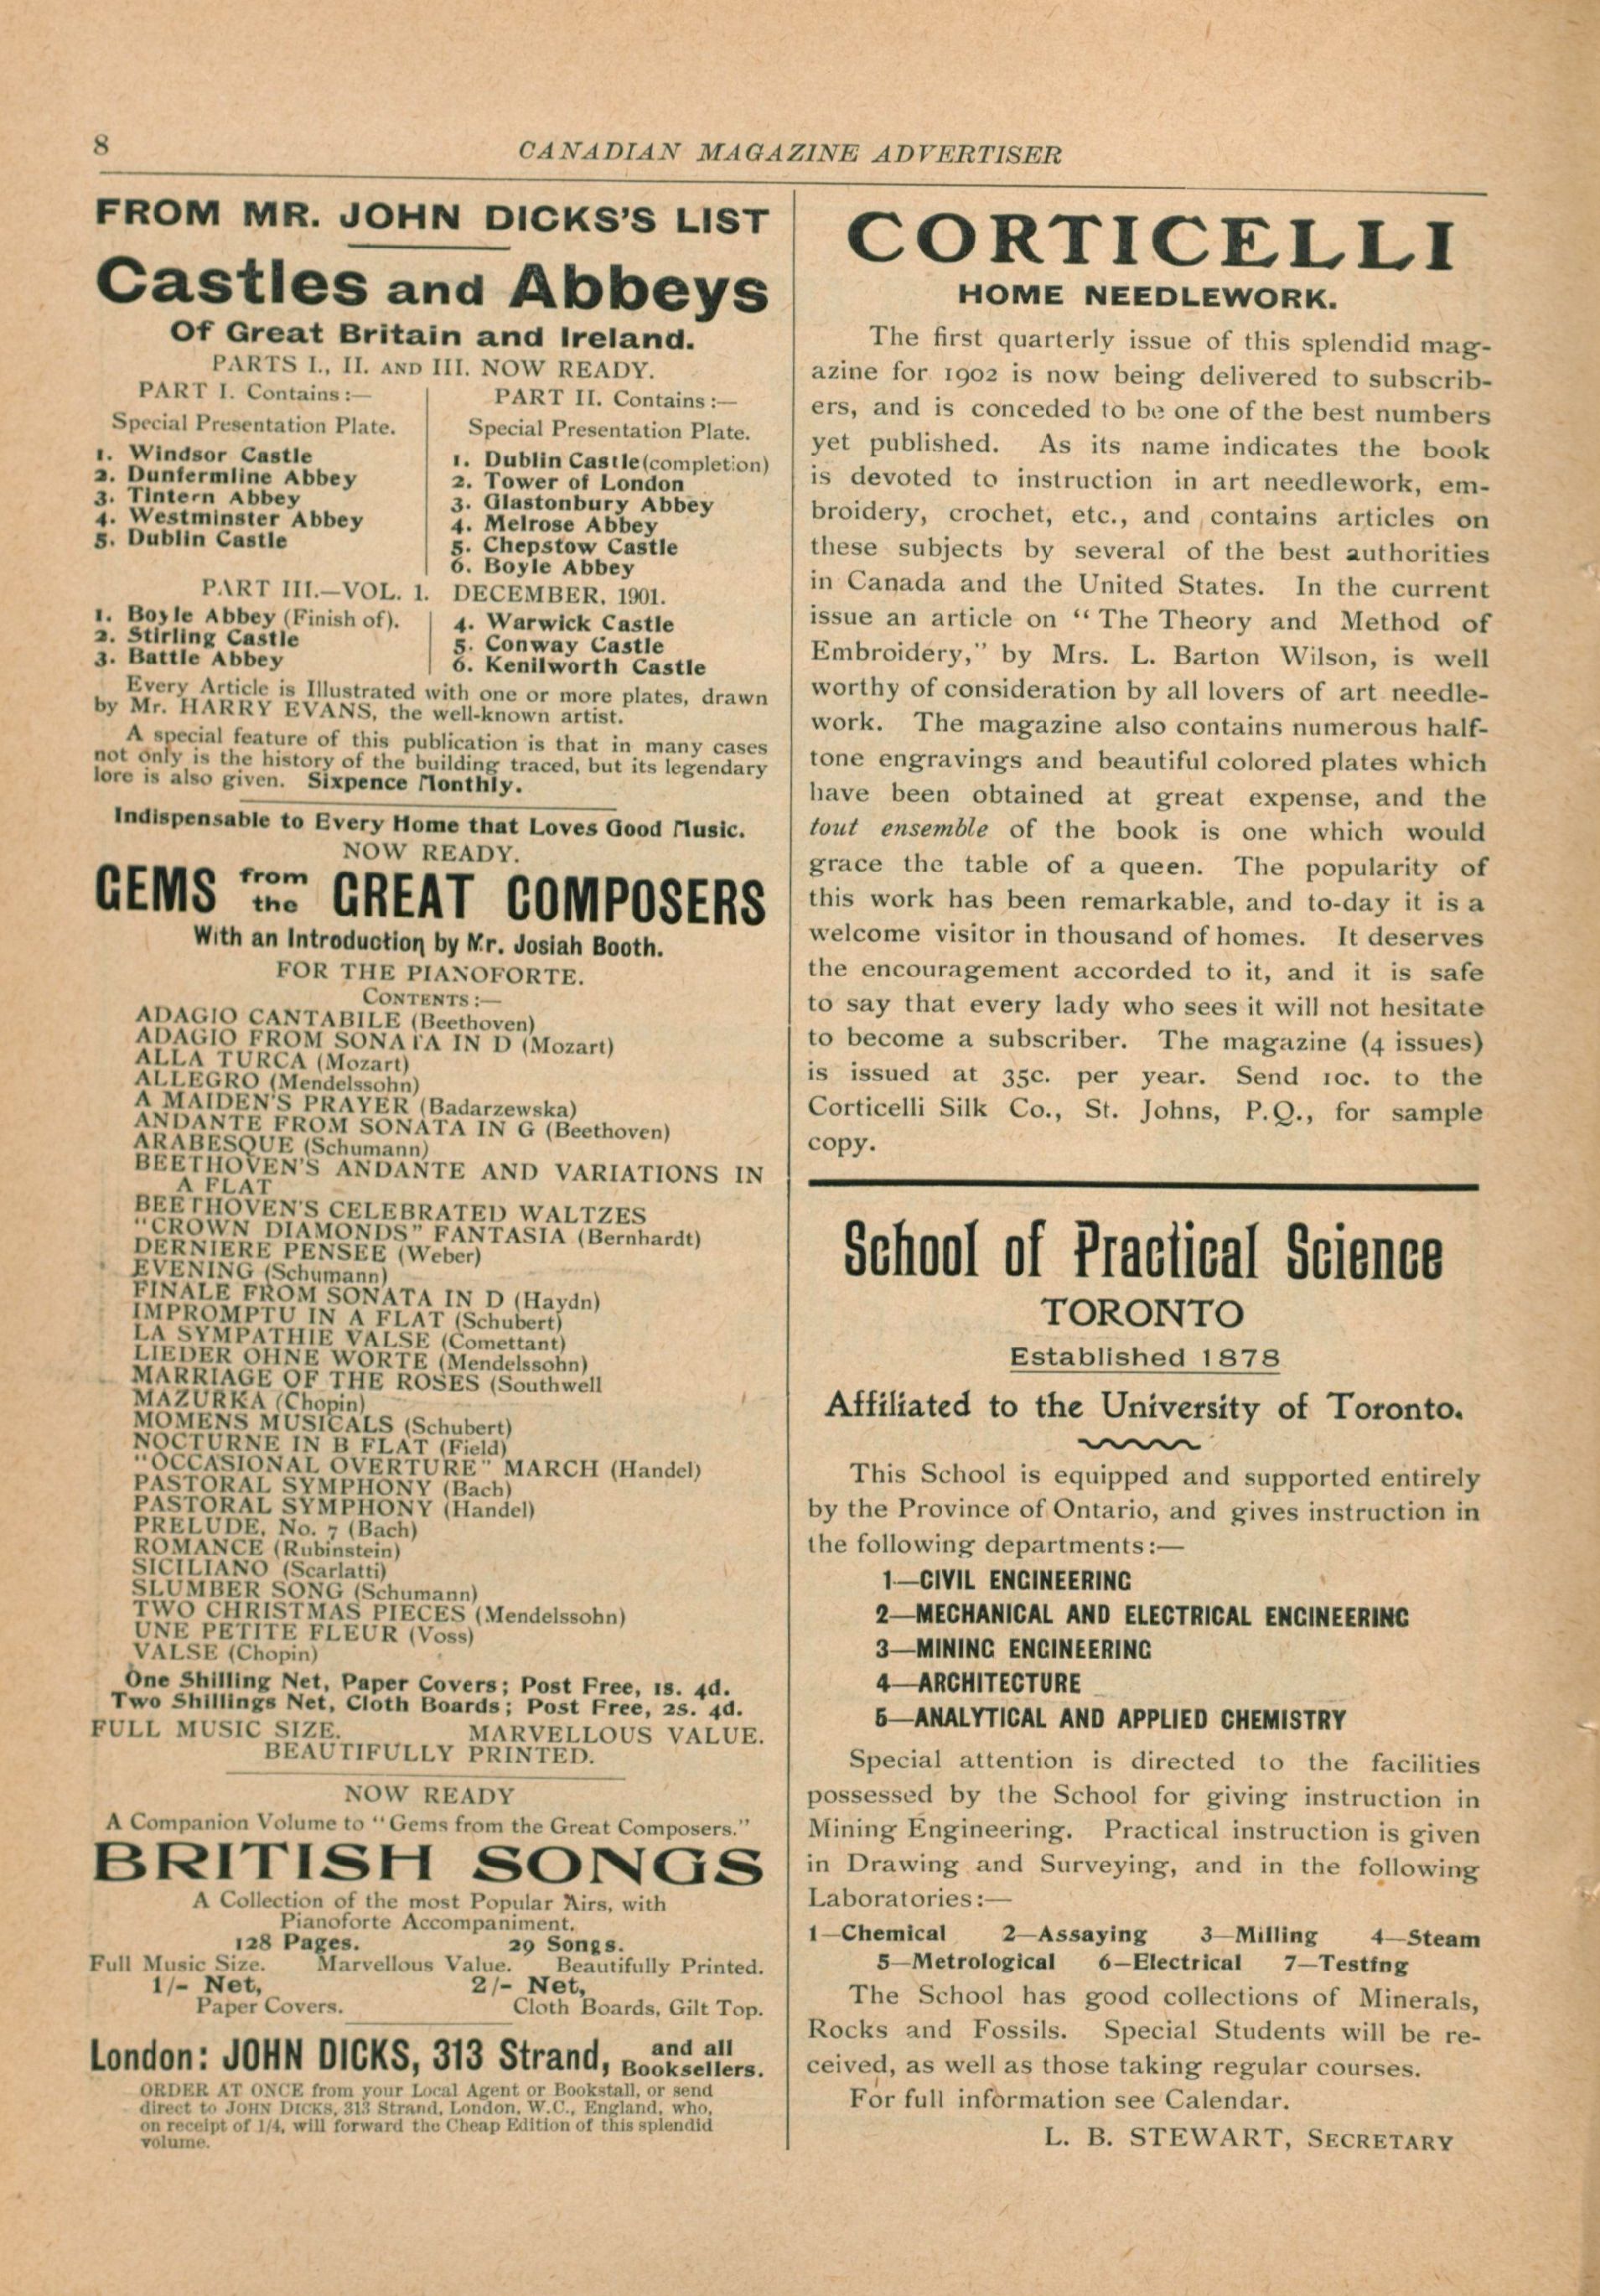 8
CANADIAN MAGAZINE ADVERTISER
FROM MR. JOHN DICKS'S LIST
Castles and Abbeys
Of Great Britain and Ireland.
PARTS I., II. AND III. NOW READY.
PART I. Contains:—
Special Presentation Plate.
1. Windsor Castle
2. Dunfermline Abbey
3. Tintern Abbey
4. Westminster Abbey
5. Dublin Castle
PART II. Contains:—
Special Presentation Plate.
1. Dublin Castle (completion)
2. Tower of London
3. Glastonbury Abbey
4. Melrose Abbey
5. Chepstow Castle
6. Boyle Abbey
PART III.—VOL. 1. DECEMBER, 1901.
1. Boyle Abbey (Finish of).
2. Stirling Castle
3. Battle Abbey
4. Warwick Castle
5. Conway Castle
6. Kenilworth Castle
Every Article is Illustrated with one or more plates, drawn
by Mr. HARRY EVANS, the well-known artist.
A special feature of this publication is that in many cases
not only is the history of the building traced, but its legendary
lore is also given. Sixpence Monthly.
Indispensable to Every Home that Loves Good Music.
NOW READY.
GEMS from the GREAT COMPOSERS
With an Introduction by Mr. Josiah Booth.
FOR THE PIANOFORTE.
CONTENTS:—
ADAGIO CANTABILE (Beethoven)
ADAGIO FROM SONATA IN D (Mozart)
ALLA TURCA (Mozart)
ALLEGRO (Mendelssohn)
A MAIDEN'S PRAYER (Badarzewska)
ANDANTE FROM SONATA IN G (Beethoven)
ARABESQUE (Schumann)
BEETHOVEN'S ANDANTE AND VARIATIONS IN
A FLAT
BEETHOVEN'S CELEBRATED WALTZES
"CROWN DIAMONDS" FANTASIA (Bernhardt)
DERNIERE PENSEE (Weber)
EVENING (Schumann)
FINALE FROM SONATA IN D (Haydn)
IMPROMPTU IN A FLAT (Schubert)
LA SYMPATHIE VALSE (Comettant)
LIEDER OHNE WORTE (Mendelssohn)
MARRIAGE OF THE ROSES (Southwell
MAZURKA (Chopin)
MOMENS MUSICALS (Schubert)
NOCTURNE IN B FLAT (Field)
"OCCASIONAL OVERTURE" MARCH (Handel)
PASTORAL SYMPHONY (Bach)
PASTORAL SYMPHONY (Handel)
PRELUDE, No. 7 (Bach)
ROMANCE (Rubinstein)
SICILIANO (Scarlatti)
SLUMBER SONG (Schumann)
TWO CHRISTMAS PIECES (Mendelssohn)
UNE PETITE FLEUR (Voss)
VALSE (Chopin)
One Shilling Net, Paper Covers; Post Free, 1s. 4d.
Two Shillings Net, Cloth Boards; Post Free, 2s. 4d.
FULL MUSIC SIZE. MARVELLOUS VALUE.
BEAUTIFULLY PRINTED.
NOW READY
A Companion Volume to "Gems from the Great Composers."
BRITISH SONGS
A Collection of the most Popular Airs, with
Pianoforte Accompaniment.
128 Pages. 29 Songs.
Full Music Size. Marvellous Value. Beautifully Printed.
1/- Net, 2/- Net,
Paper Covers. Cloth Boards, Gilt Top.
London: JOHN DICKS, 313 Strand, and all Booksellers.
ORDER AT ONCE from your Local Agent or Bookstall, or send
direct to JOHN DICKS, 313 Strand, London, W.C., England, who,
on receipt of 1/4, will forward the Cheap Edition of this splendid
volume.
CORTICELLI
HOME NEEDLEWORK.
The first quarterly issue of this splendid mag-
azine for 1902 is now being delivered to subscrib-
ers, and is conceded to be one of the best numbers
yet published. As its name indicates the book
is devoted to instruction in art needlework, em-
broidery, crochet, etc., and contains articles on
these subjects by several of the best authorities
in Canada and the United States. In the current
issue an article on "The Theory and Method of
Embroidery," by Mrs. L. Barton Wilson, is well
worthy of consideration by all lovers of art needle-
work. The magazine also contains numerous half-
tone engravings and beautiful colored plates which
have been obtained at great expense, and the
tout ensemble of the book is one which would
grace the table of a queen. The popularity of
this work has been remarkable, and to-day it is a
welcome visitor in thousand of homes. It deserves
the encouragement accorded to it, and it is safe
to say that every lady who sees it will not hesitate
to become a subscriber. The magazine (4 issues)
is issued at 35c. per year. Send 10c. to the
Corticelli Silk Co., St. Johns, P.Q., for sample
copy.
School of Practical Science
TORONTO
Established 1878
Affiliated to the University of Toronto.
This School is equipped and supported entirely
by the Province of Ontario, and gives instruction in
the following departments:—
1—CIVIL ENGINEERING
2—MECHANICAL AND ELECTRICAL ENGINEERING
3—MINING ENGINEERING
4—ARCHITECTURE
5—ANALYTICAL AND APPLIED CHEMISTRY
Special attention is directed to the facilities
possessed by the School for giving instruction in
Mining Engineering. Practical instruction is given
in Drawing and Surveying, and in the following
Laboratories:—
1—Chemical 2—Assaying 3—Milling 4—Steam
5—Metrological 6—Electrical 7—Testing
The School has good collections of Minerals,
Rocks and Fossils. Special Students will be re-
ceived, as well as those taking regular courses.
For full information see Calendar.
L. B. STEWART, SECRETARY